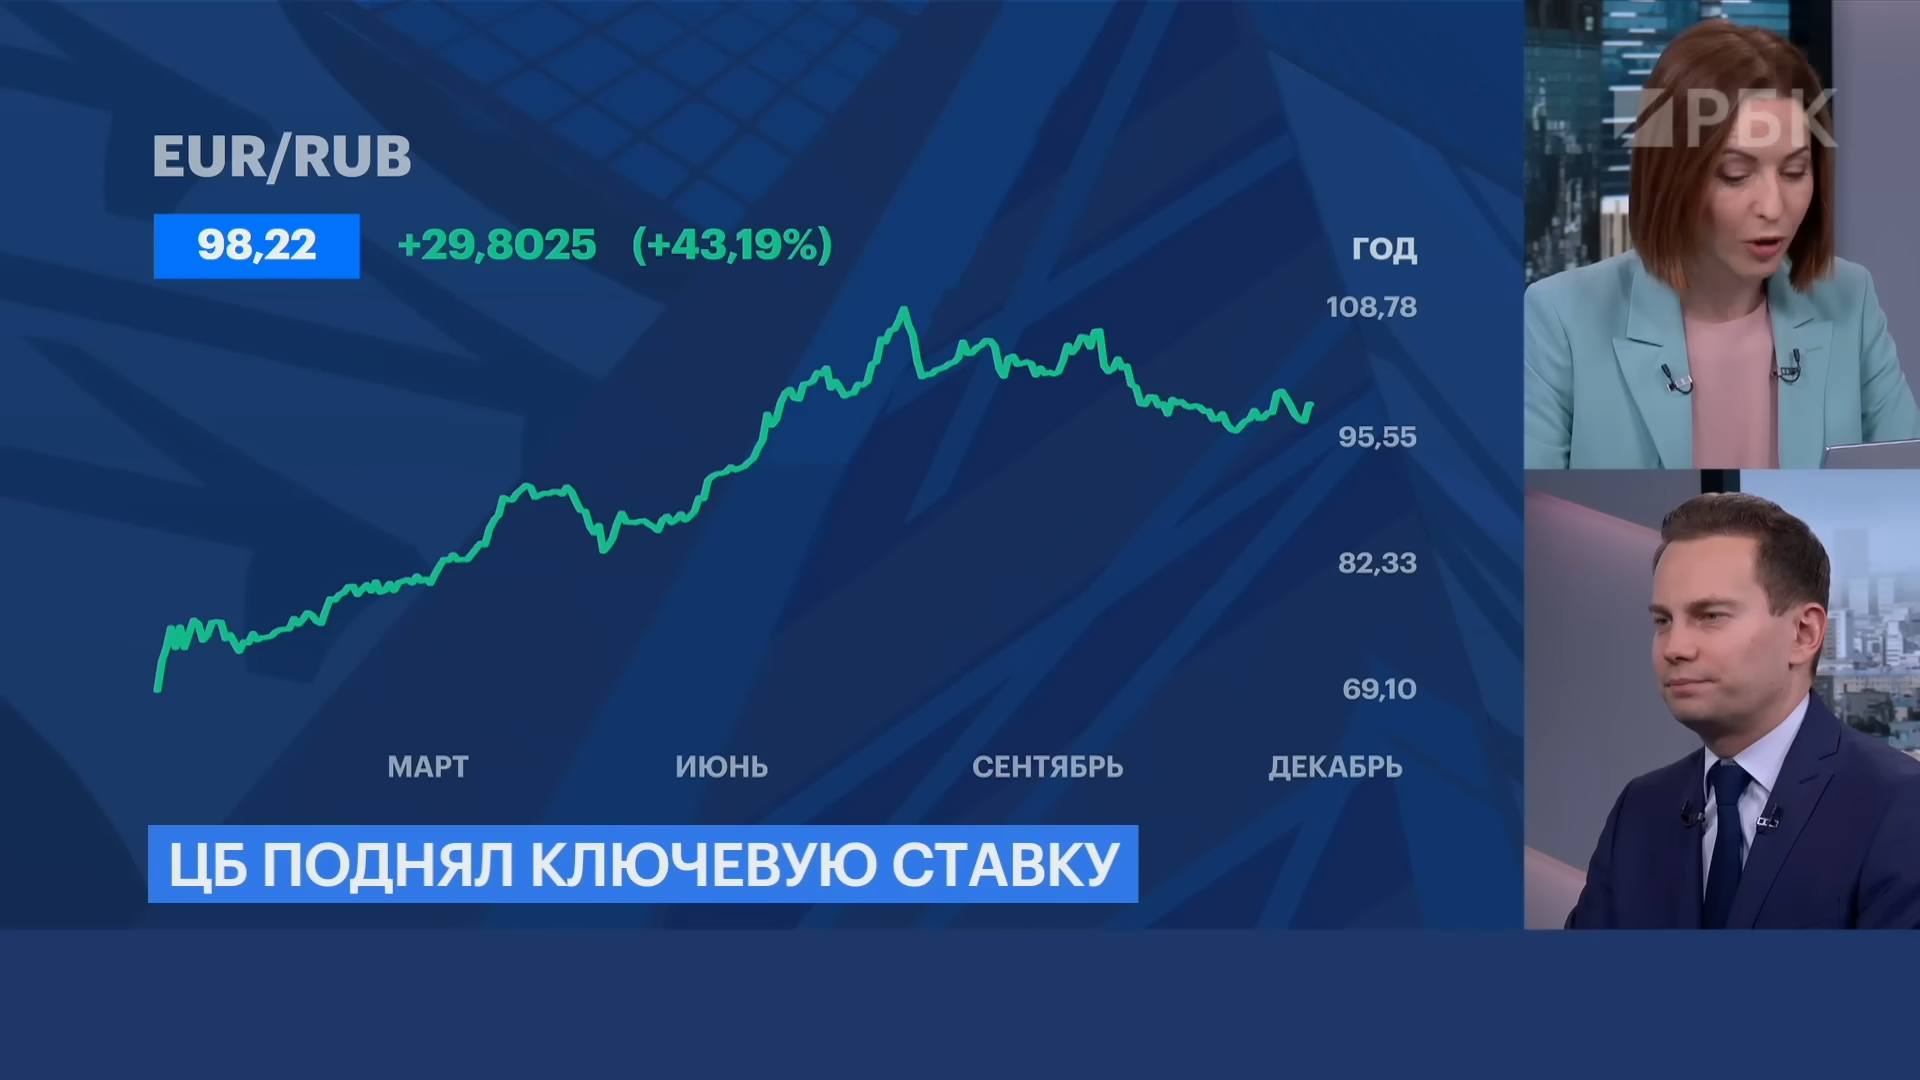 EUR/RUB
98,22 +29,8025 (+43,19%)
ГОД
108,78
95,55
82,33
69,10
МАРТ ИЮНЬ СЕНТЯБРЬ ДЕКАБРЬ
ЦБ ПОДНЯЛ КЛЮЧЕВУЮ СТАВКУ
РБК